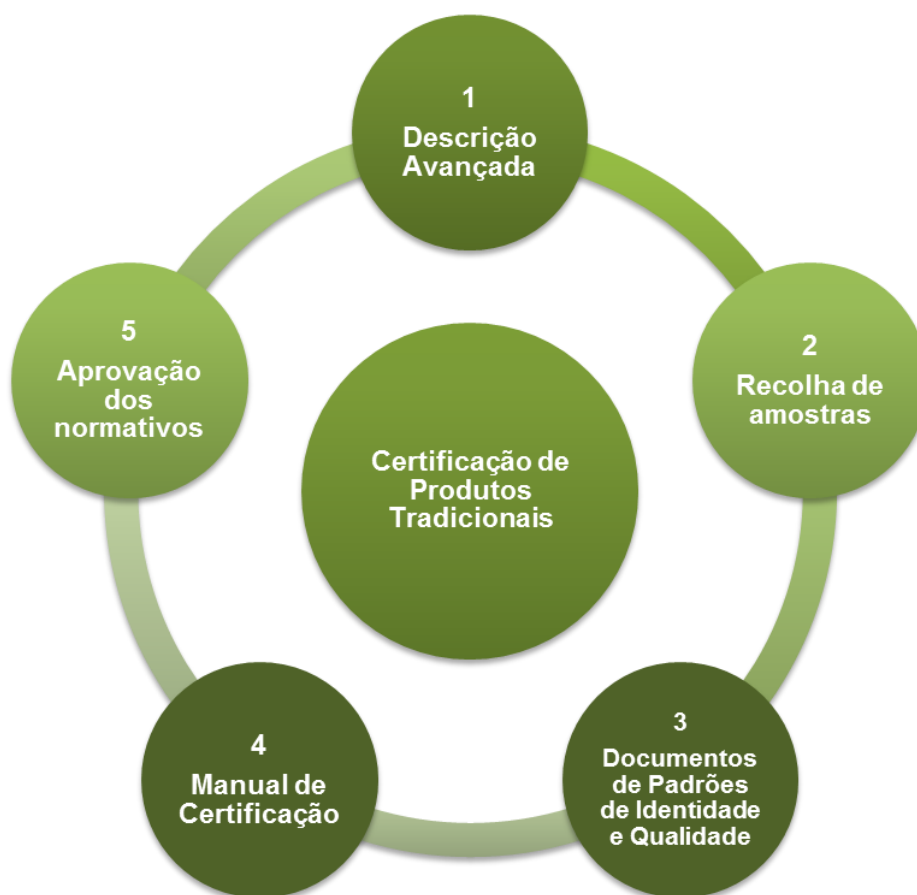 1
Descrição
Avançada
2
Recolha de
amostras
3
Documentos
de Padrões
de Identidade
e Qualidade
4
Manual de
Certificação
5
Aprovação
dos
normativos
Certificação de
Produtos
Tradicionais